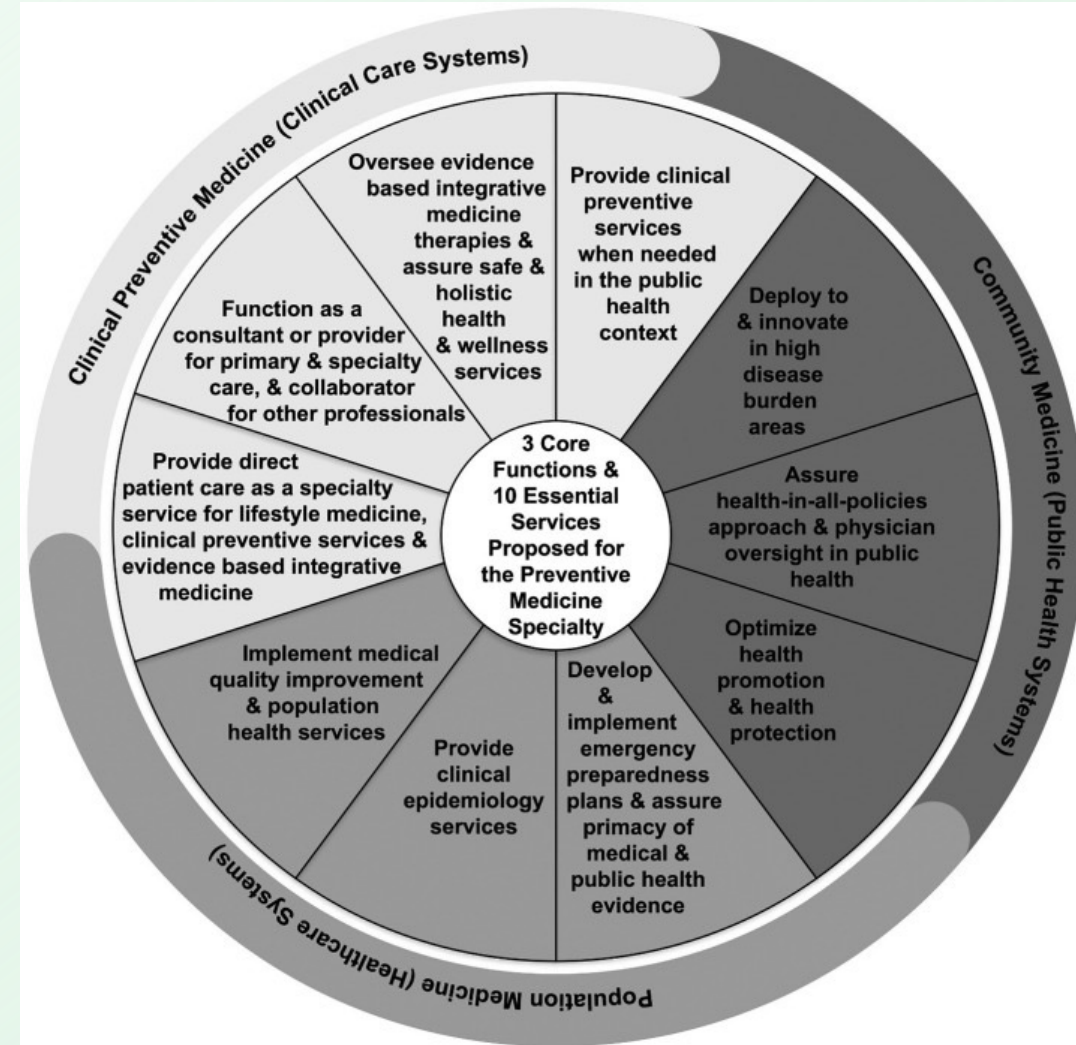 Clinical Preventive Medicine (Clinical Care Systems)
Community Medicine (Public Health Systems)
Population Medicine (Healthcare Systems)
3 Core
Functions &
10 Essential
Services
Proposed for
the Preventive
Medicine
Specialty
Provide clinical
preventive
services
when needed
in the public
health
context
Deploy to
& innovate
in high
disease
burden
areas
Assure
health-in-all-policies
approach & physician
oversight in public
health
Optimize
health
promotion
& health
protection
Develop
&
implement
emergency
preparedness
plans & assure
primacy of
medical &
public health
evidence
Provide
clinical
epidemiology
services
Implement medical
quality improvement
& population
health services
Provide direct
patient care as a specialty
service for lifestyle medicine,
clinical preventive services &
evidence based integrative
medicine
Function as a
consultant or provider
for primary & specialty
care, & collaborator
for other professionals
Oversee evidence
based integrative
medicine
therapies &
assure safe &
holistic
health
& wellness
services